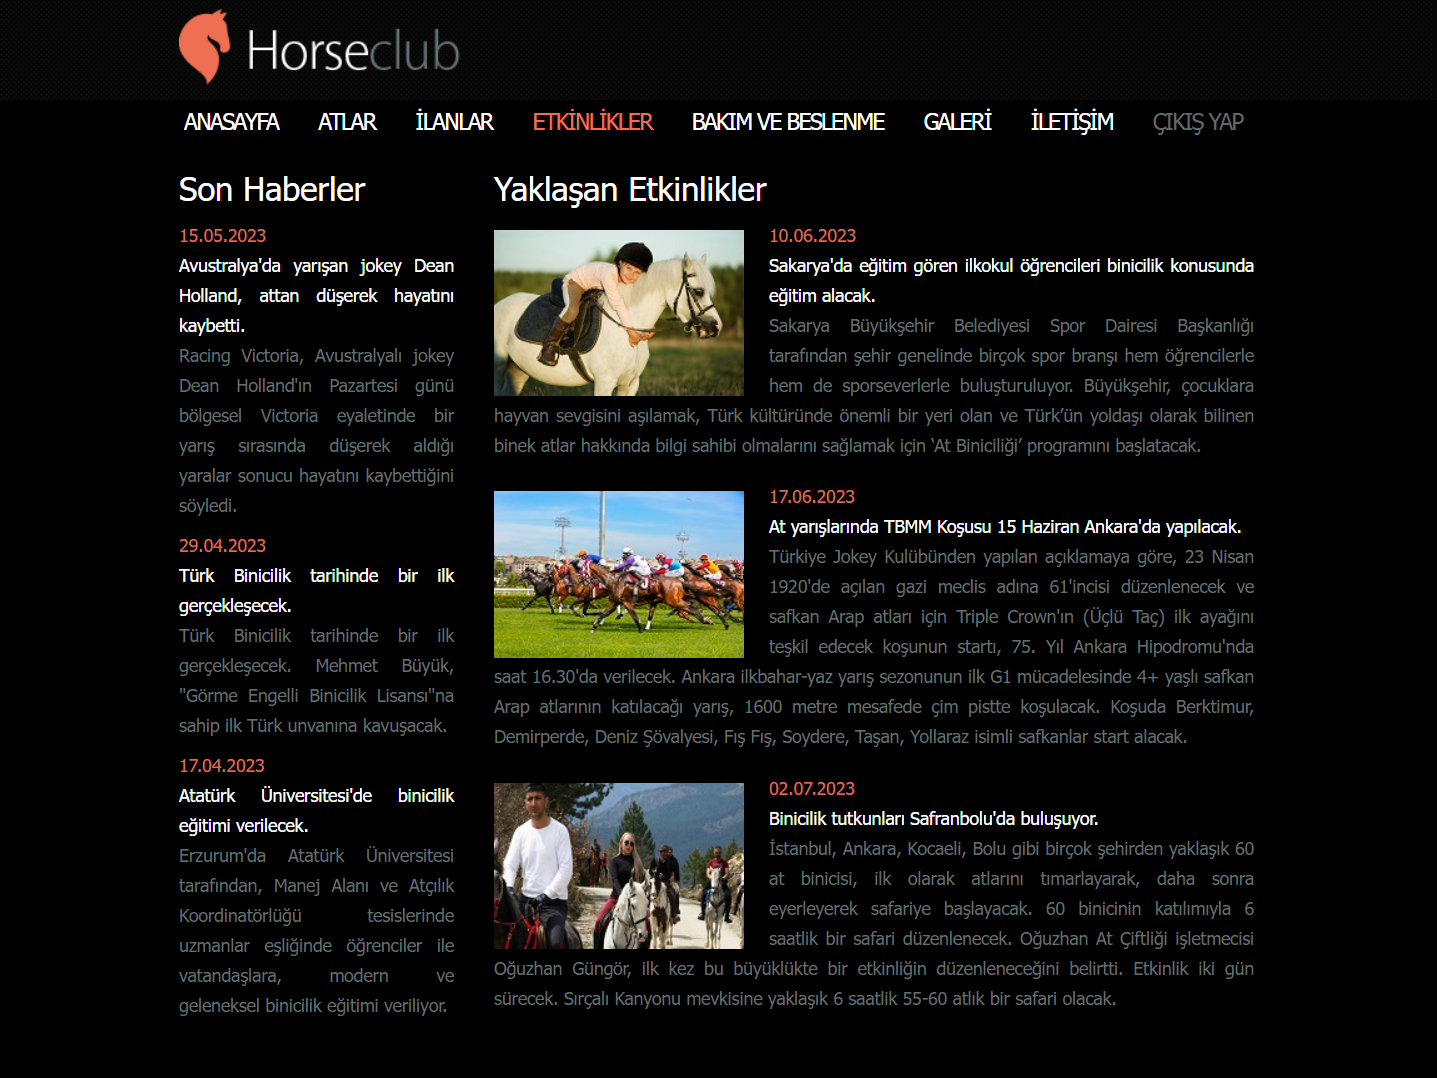 Horseclub
ANASAYFA ATLAR İLANLAR ETKİNLİKLER BAKIM VE BESLENME GALERİ İLETİŞİM ÇIKIŞ YAP
Son Haberler
15.05.2023
Avustralya'da yarışan jokey Dean
Holland, attan düşerek hayatını
kaybetti.
Racing Victoria, Avustralyalı jokey
Dean Holland'ın Pazartesi günü
bölgesel Victoria eyaletinde bir
yarış sırasında düşerek aldığı
yaralar sonucu hayatını kaybettiğini
söyledi.
29.04.2023
Türk Binicilik tarihinde bir ilk
gerçekleşecek.
Türk Binicilik tarihinde bir ilk
gerçekleşecek. Mehmet Büyük,
"Görme Engelli Binicilik Lisansı"na
sahip ilk Türk unvanına kavuşacak.
17.04.2023
Atatürk Üniversitesi'de binicilik
eğitimi verilecek.
Erzurum'da Atatürk Üniversitesi
tarafından, Manej Alanı ve Atçılık
Koordinatörlüğü tesislerinde
uzmanlar eşliğinde öğrenciler ile
vatandaşlara, modern ve
geleneksel binicilik eğitimi veriliyor.
Yaklaşan Etkinlikler
10.06.2023
Sakarya'da eğitim gören ilkokul öğrencileri binicilik konusunda
eğitim alacak.
Sakarya Büyükşehir Belediyesi Spor Dairesi Başkanlığı
tarafından şehir genelinde birçok spor branşı hem öğrencilerle
hem de sporseverlerle buluşturuluyor. Büyükşehir, çocuklara
hayvan sevgisini aşılamak, Türk kültüründe önemli bir yeri olan ve Türk’ün yoldaşı olarak bilinen
binek atlar hakkında bilgi sahibi olmalarını sağlamak için ‘At Biniciliği’ programını başlatacak.
17.06.2023
At yarışlarında TBMM Koşusu 15 Haziran Ankara'da yapılacak.
Türkiye Jokey Kulübünden yapılan açıklamaya göre, 23 Nisan
1920'de açılan gazi meclis adına 61'incisi düzenlenecek ve
safkan Arap atları için Triple Crown'ın (Üçlü Taç) ilk ayağını
teşkil edecek koşunun startı, 75. Yıl Ankara Hipodromu'nda
saat 16.30'da verilecek. Ankara ilkbahar-yaz yarış sezonunun ilk G1 mücadelesinde 4+ yaşlı safkan
Arap atlarının katılacağı yarış, 1600 metre mesafede çim pistte koşulacak. Koşuda Berktimur,
Demirperde, Deniz Şövalyesi, Fış Fış, Soydere, Taşan, Yollaraz isimli safkanlar start alacak.
02.07.2023
Binicilik tutkunları Safranbolu'da buluşuyor.
İstanbul, Ankara, Kocaeli, Bolu gibi birçok şehirden yaklaşık 60
at binicisi, ilk olarak atlarını tımarlayarak, daha sonra
eyerleyerek safariye başlayacak. 60 binicinin katılımıyla 6
saatlik bir safari düzenlenecek. Oğuzhan At Çiftliği işletmecisi
Oğuzhan Güngör, ilk kez bu büyüklükte bir etkinliğin düzenleneceğini belirtti. Etkinlik iki gün
sürecek. Sırçalı Kanyonu mevkisine yaklaşık 6 saatlik 55-60 atlık bir safari olacak.